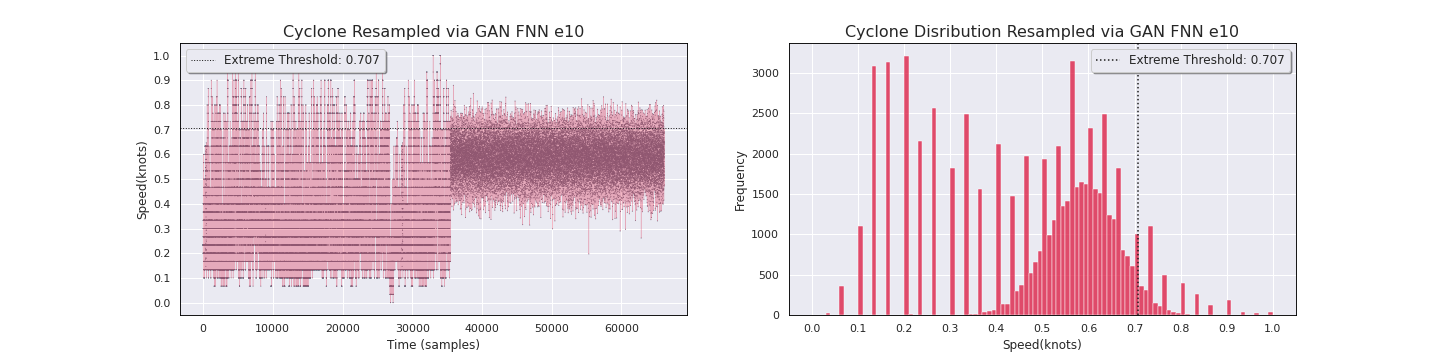 Cyclone Resampled via GAN FNN e10
Extreme Threshold: 0.707
Speed(knots)
1.0
0.9
0.8
0.7
0.6
0.5
0.4
0.3
0.2
0.1
0.0
0 10000 20000 30000 40000 50000 60000
Time (samples)
Cyclone Disribution Resampled via GAN FNN e10
Extreme Threshold: 0.707
Frequency
3000
2500
2000
1500
1000
500
0
0.0 0.1 0.2 0.3 0.4 0.5 0.6 0.7 0.8 0.9 1.0
Speed(knots)